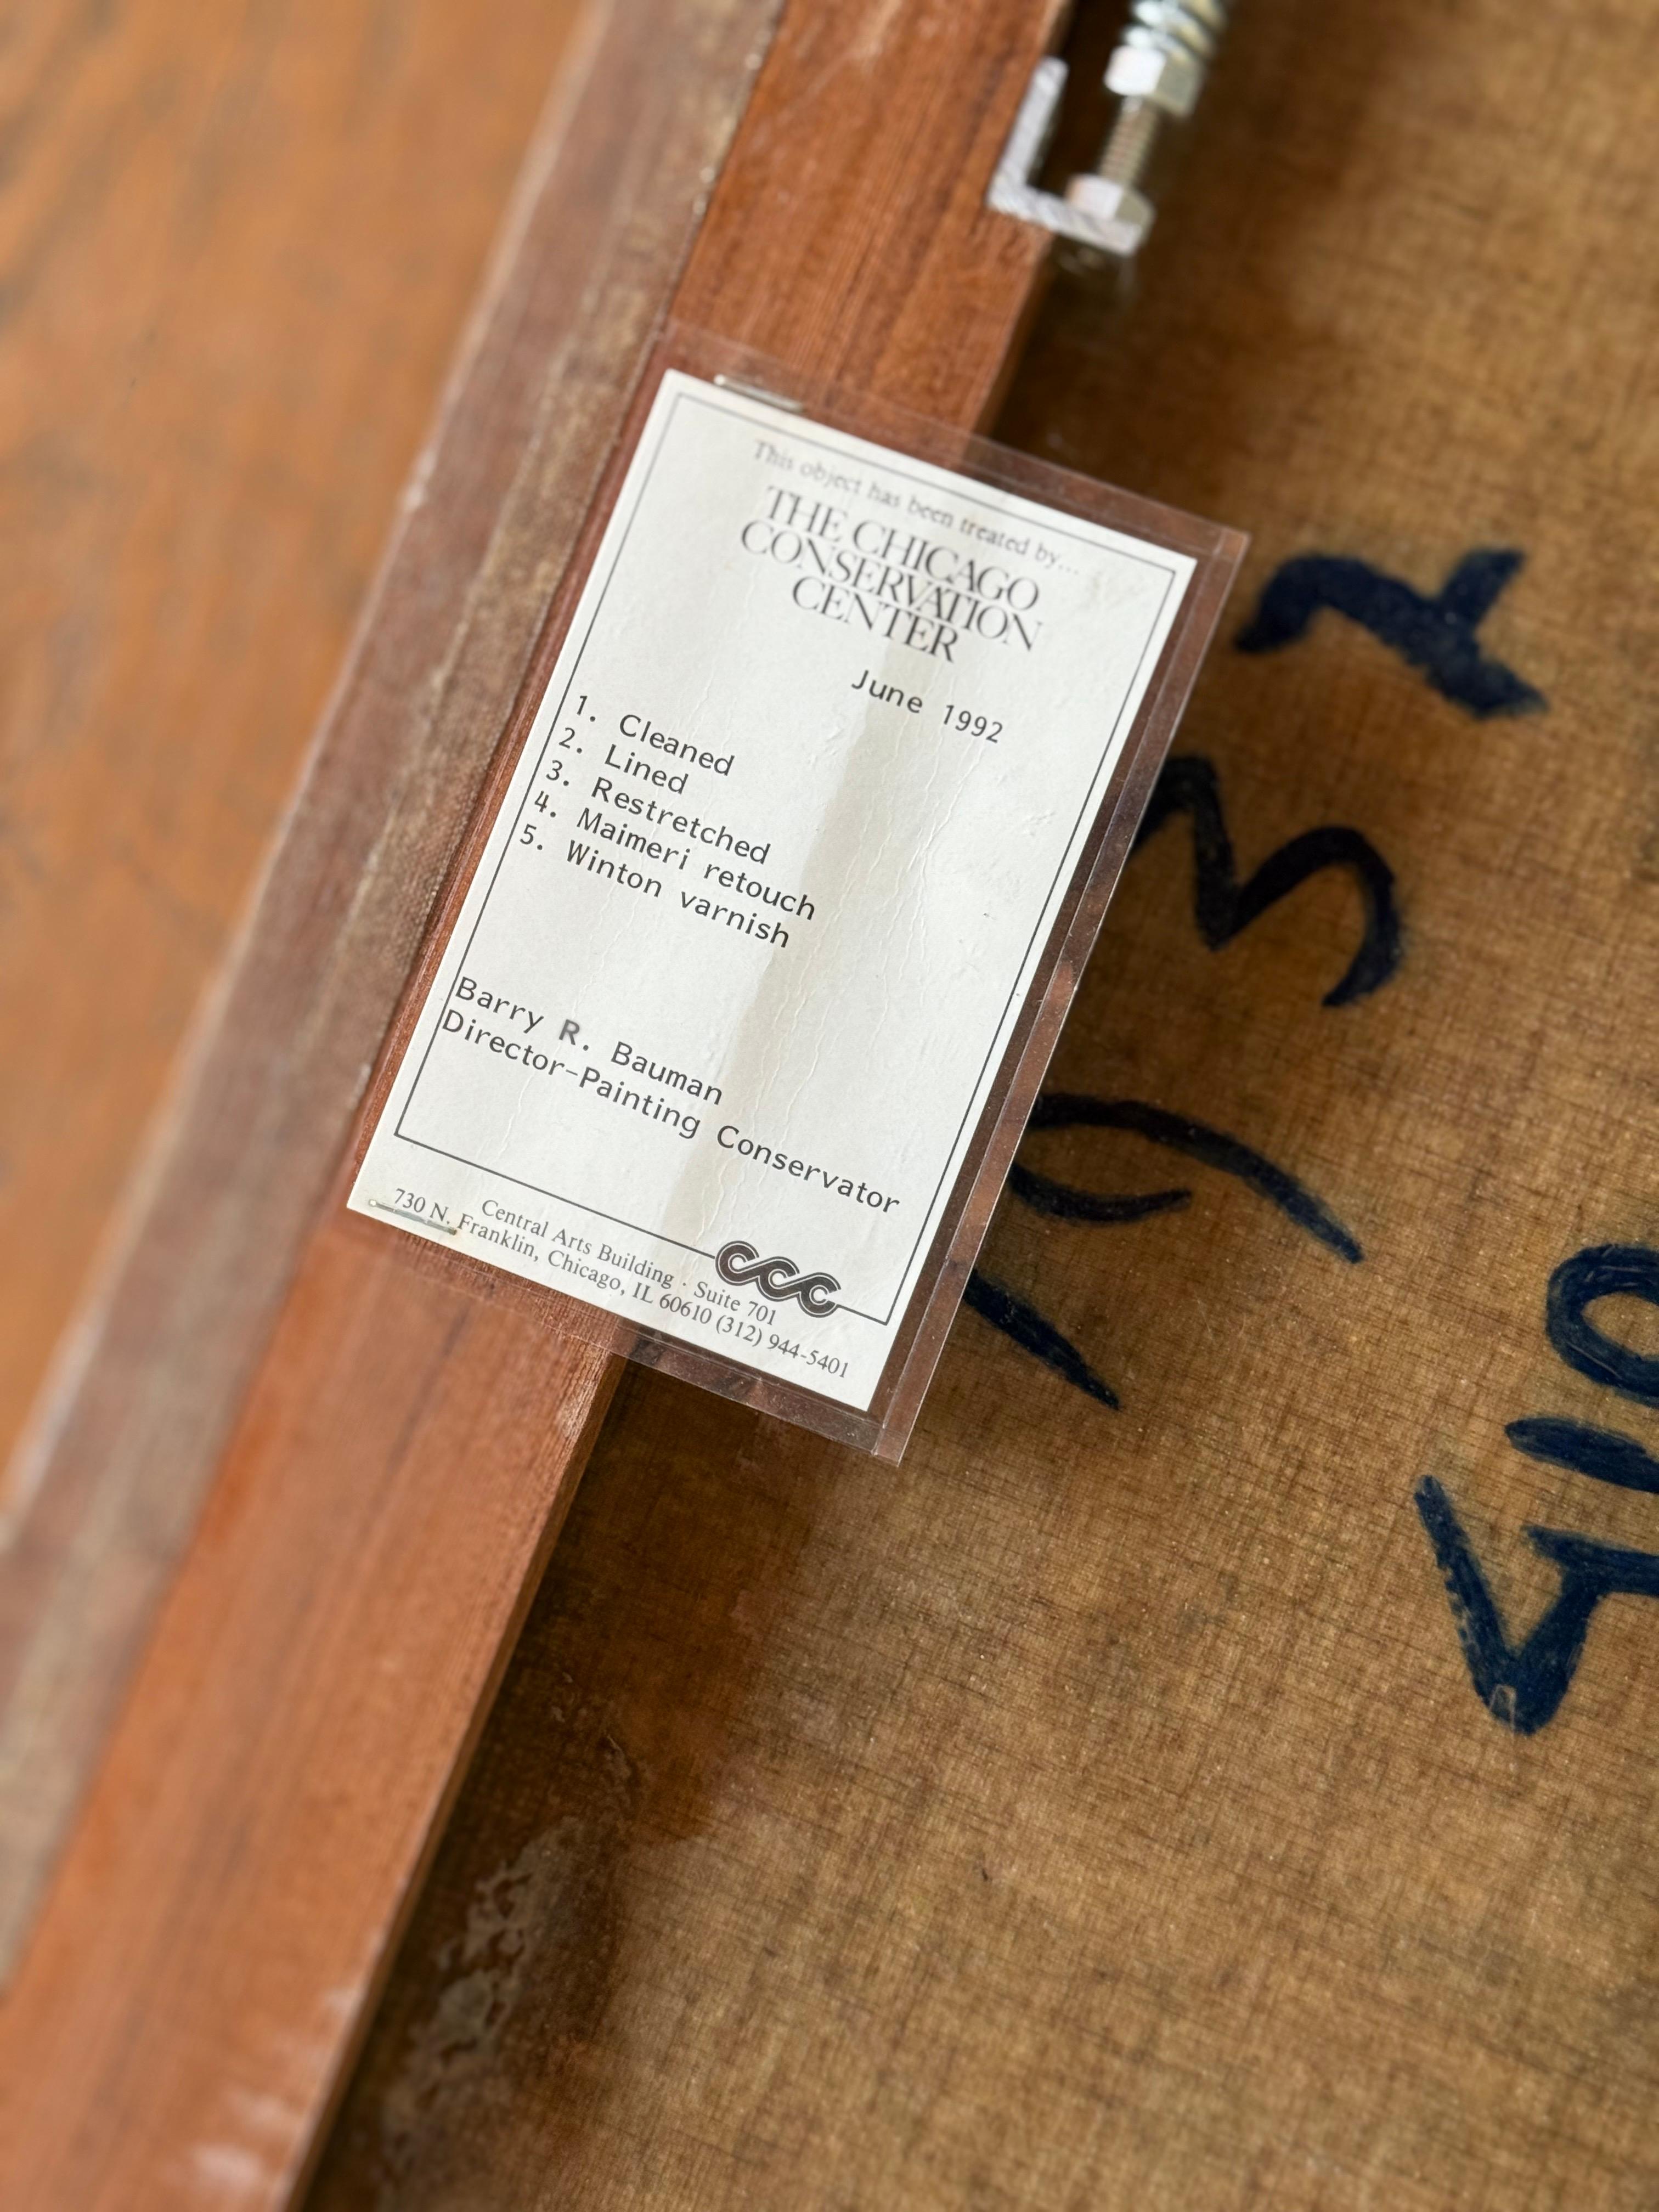 This object has been treated by...
THE CHICAGO
CONSERVATION
CENTER
June 1992
1. Cleaned
2. Lined
3. Restretched
4. Maimeri retouch
5. Winton varnish
Barry R. Bauman
Director-Painting Conservator
ccc
Central Arts Building · Suite 701
730 N. Franklin, Chicago, IL 60610 (312) 944-5401